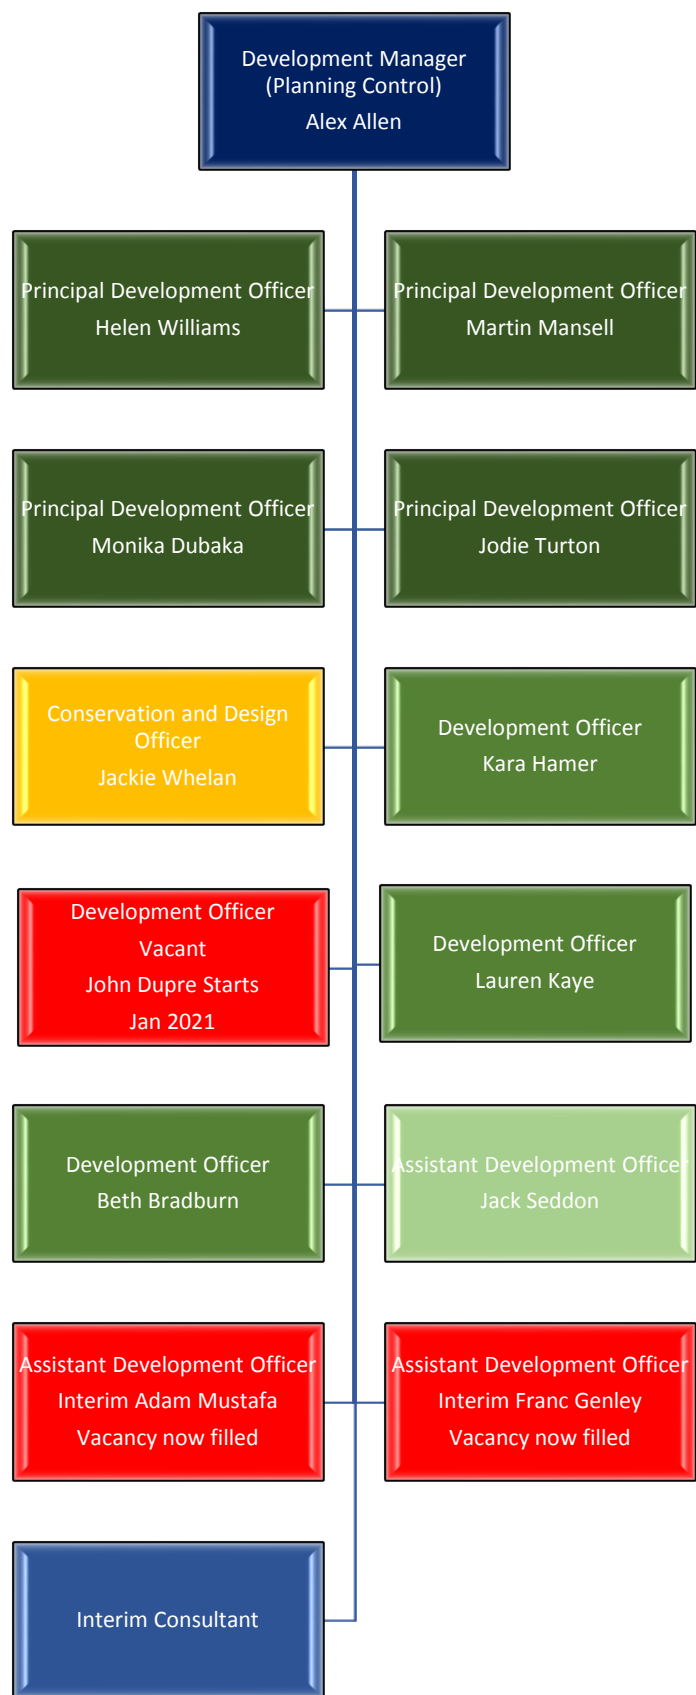 Development Manager
(Planning Control)
Alex Allen
Principal Development Officer
Helen Williams
Principal Development Officer
Martin Mansell
Principal Development Officer
Monika Dubaka
Principal Development Officer
Jodie Turton
Conservation and Design
Officer
Jackie Whelan
Development Officer
Kara Hamer
Development Officer
Vacant
John Dupre Starts
Jan 2021
Development Officer
Lauren Kaye
Development Officer
Beth Bradburn
Assistant Development Officer
Jack Seddon
Assistant Development Officer
Interim Adam Mustafa
Vacancy now filled
Assistant Development Officer
Interim Franc Genley
Vacancy now filled
Interim Consultant